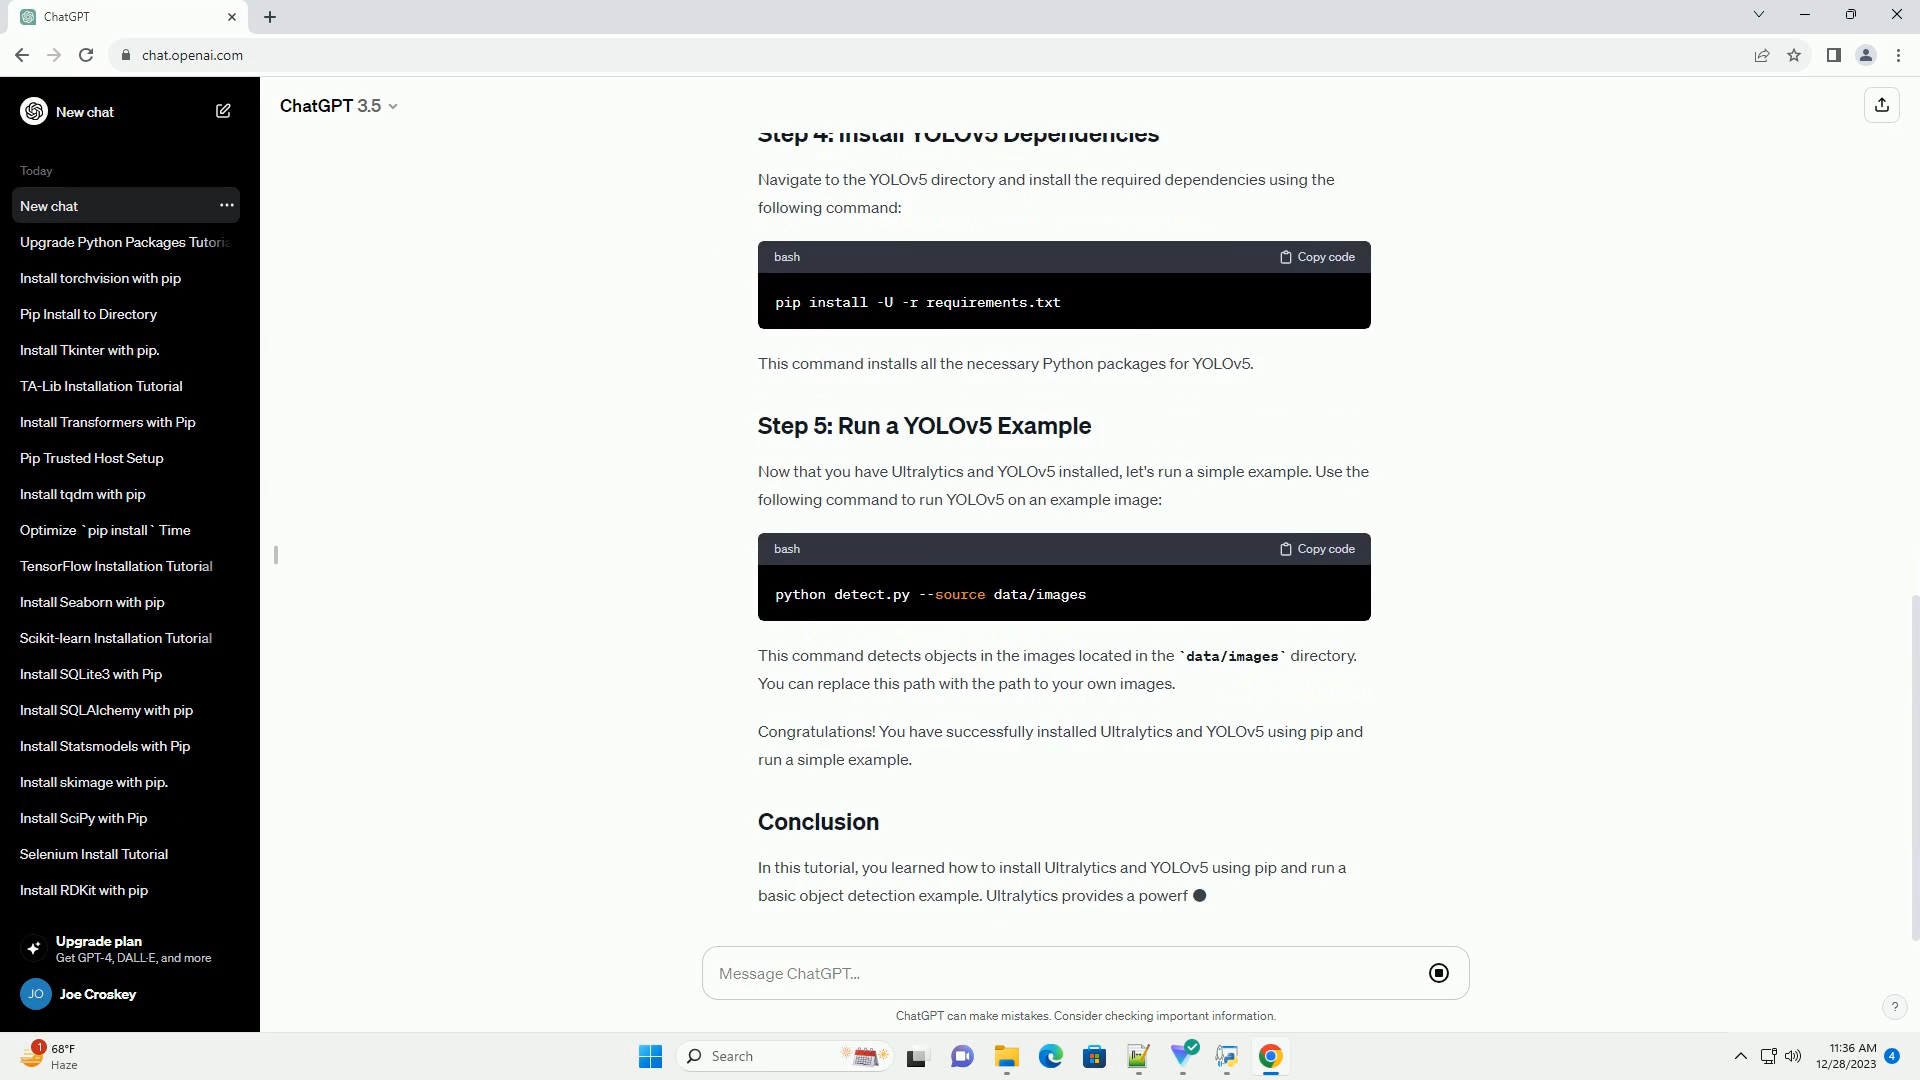 ChatGPT
chat.openai.com
New chat
Today
New chat
Upgrade Python Packages Tutoria
Install torchvision with pip
Pip Install to Directory
Install Tkinter with pip.
TA-Lib Installation Tutorial
Install Transformers with Pip
Pip Trusted Host Setup
Install tqdm with pip
Optimize `pip install` Time
TensorFlow Installation Tutorial
Install Seaborn with pip
Scikit-learn Installation Tutorial
Install SQLite3 with Pip
Install SQLAlchemy with pip
Install Statsmodels with Pip
Install skimage with pip.
Install SciPy with Pip
Selenium Install Tutorial
Install RDKit with pip
Upgrade plan
Get GPT-4, DALL·E, and more
JO Joe Croskey
ChatGPT 3.5
Step 4: Install YOLOv5 Dependencies
Navigate to the YOLOv5 directory and install the required dependencies using the
following command:
bash Copy code
pip install -U -r requirements.txt
This command installs all the necessary Python packages for YOLOv5.
Step 5: Run a YOLOv5 Example
Now that you have Ultralytics and YOLOv5 installed, let's run a simple example. Use the
following command to run YOLOv5 on an example image:
bash Copy code
python detect.py --source data/images
This command detects objects in the images located in the `data/images` directory.
You can replace this path with the path to your own images.
Congratulations! You have successfully installed Ultralytics and YOLOv5 using pip and
run a simple example.
Conclusion
In this tutorial, you learned how to install Ultralytics and YOLOv5 using pip and run a
basic object detection example. Ultralytics provides a powerf
Message ChatGPT...
ChatGPT can make mistakes. Consider checking important information.
?
1
68°F
Haze
Search
11:36 AM
12/28/2023
4